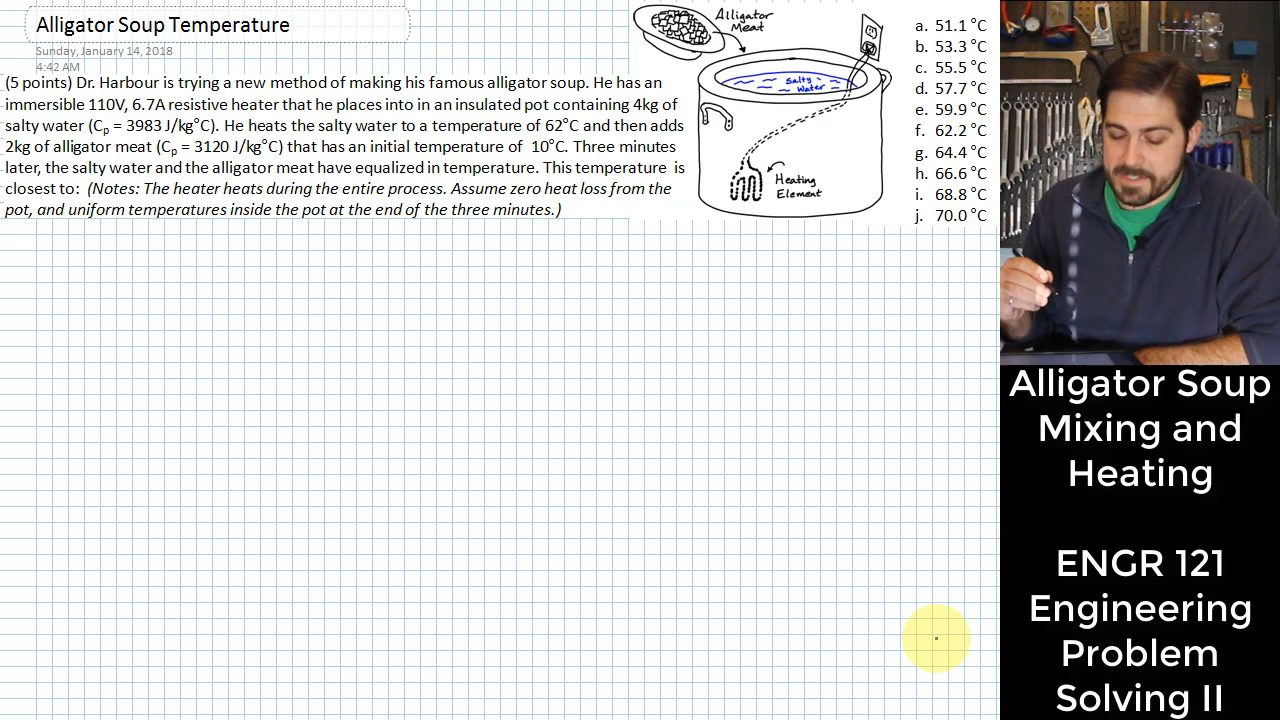 Alligator Soup Temperature
Sunday, January 14, 2018
4:42 AM
(5 points) Dr. Harbour is trying a new method of making his famous alligator soup. He has an
immersible 110V, 6.7A resistive heater that he places into in an insulated pot containing 4kg of
salty water (Cp = 3983 J/kg°C). He heats the salty water to a temperature of 62°C and then adds
2kg of alligator meat (Cp = 3120 J/kg°C) that has an initial temperature of 10°C. Three minutes
later, the salty water and the alligator meat have equalized in temperature. This temperature is
closest to: (Notes: The heater heats during the entire process. Assume zero heat loss from the
pot, and uniform temperatures inside the pot at the end of the three minutes.)
Alligator
Meat
Salty
Water
Heating
Element
a. 51.1 °C
b. 53.3 °C
c. 55.5 °C
d. 57.7 °C
e. 59.9 °C
f. 62.2 °C
g. 64.4 °C
h. 66.6 °C
i. 68.8 °C
j. 70.0 °C
Alligator Soup
Mixing and
Heating
ENGR 121
Engineering
Problem
Solving II